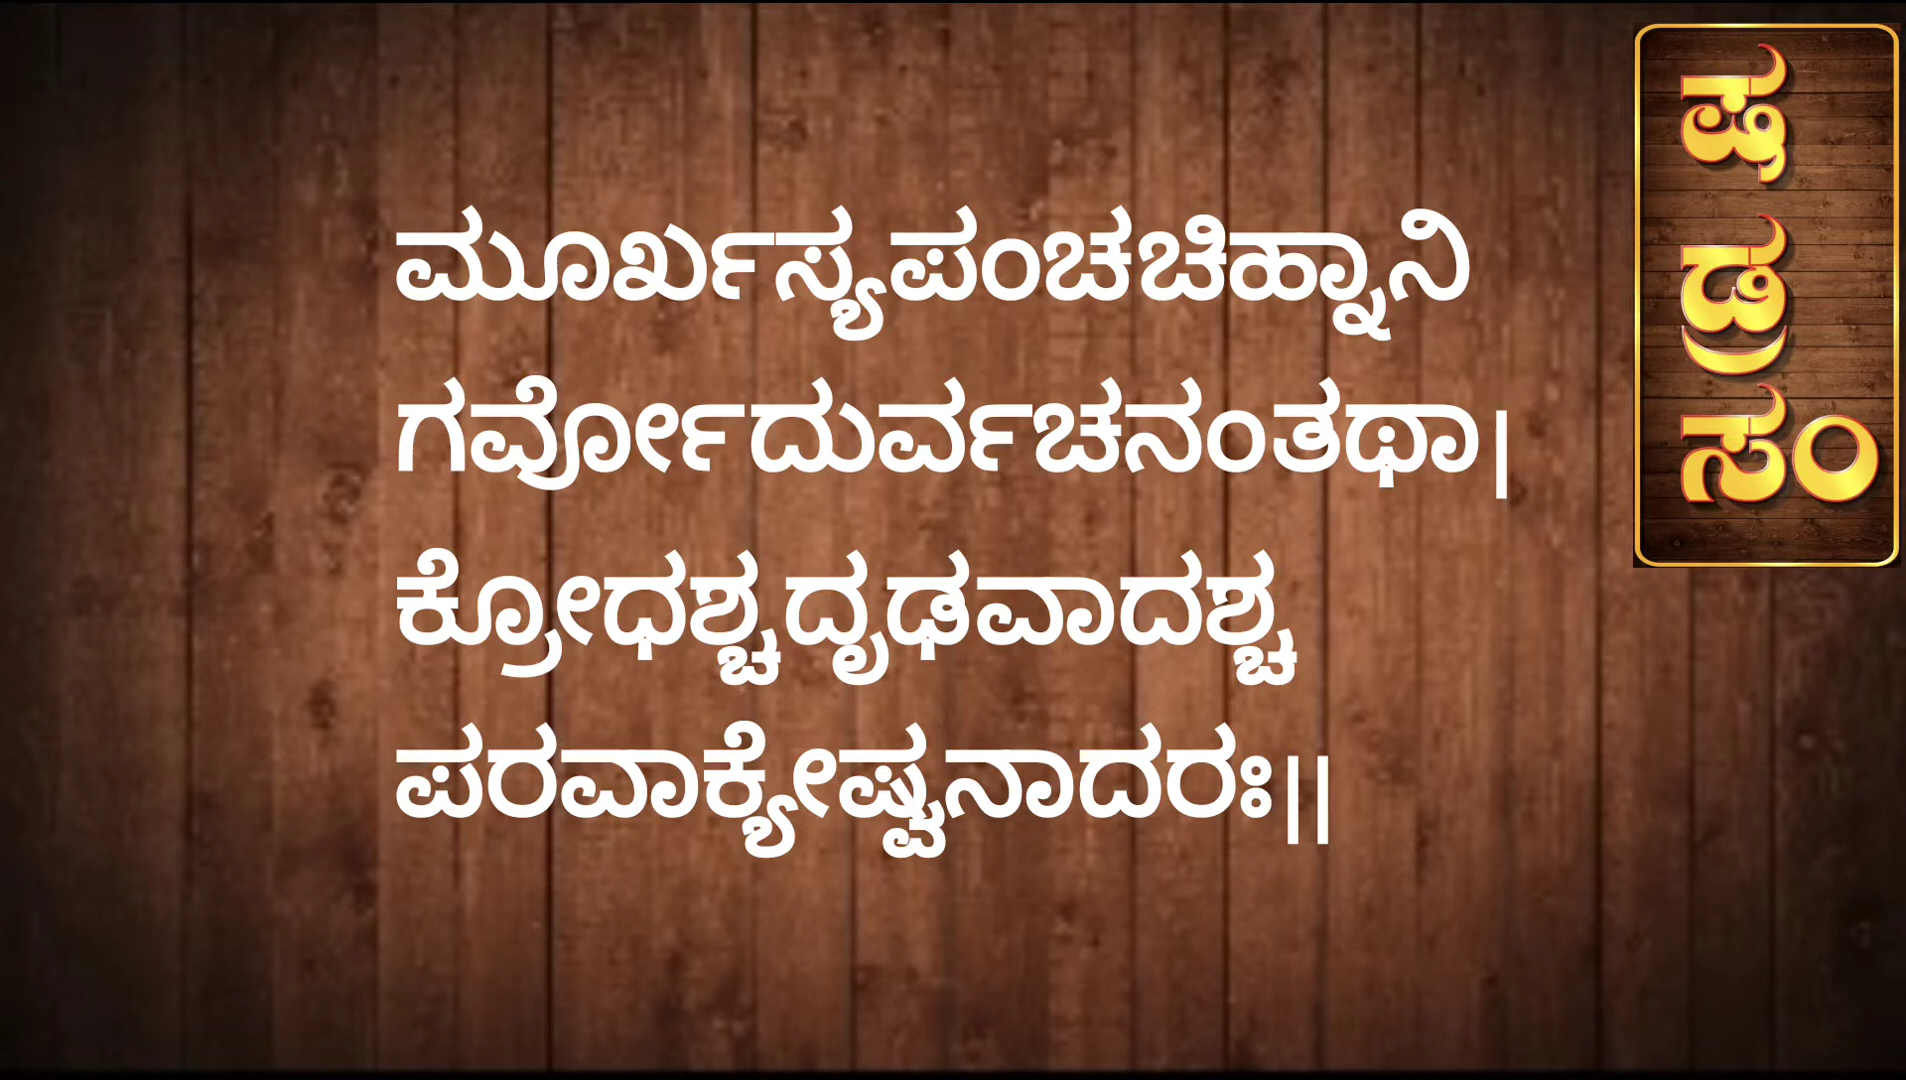 ಮೂರ್ಖಸ್ಯಪಂಚಚಿಹ್ನಾನಿ
ಗರ್ವೋದುರ್ವಚನಂತಥಾ|
ಕ್ರೋಧಶ್ಚದೃಢವಾದಶ್ಚ
ಪರವಾಕ್ಯೇಷ್ವನಾದರಃ||